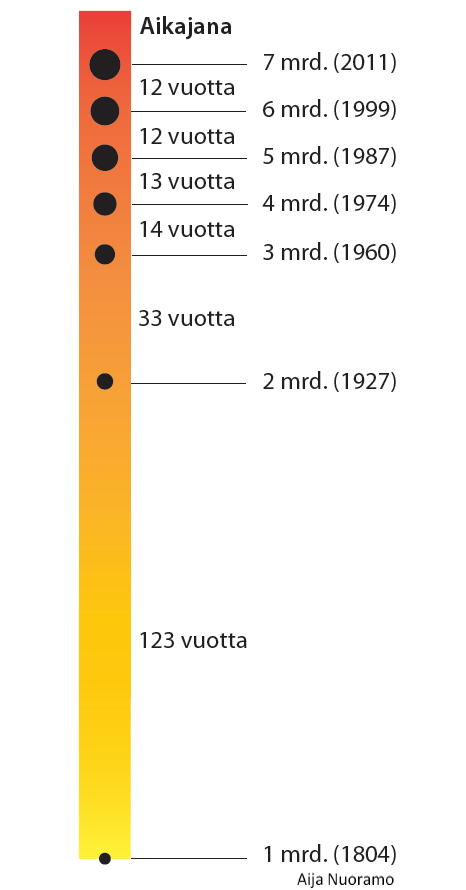 Aikajana
7 mrd. (2011)
12 vuotta
6 mrd. (1999)
12 vuotta
5 mrd. (1987)
13 vuotta
4 mrd. (1974)
14 vuotta
3 mrd. (1960)
33 vuotta
2 mrd. (1927)
123 vuotta
1 mrd. (1804)
Aija Nuoramo